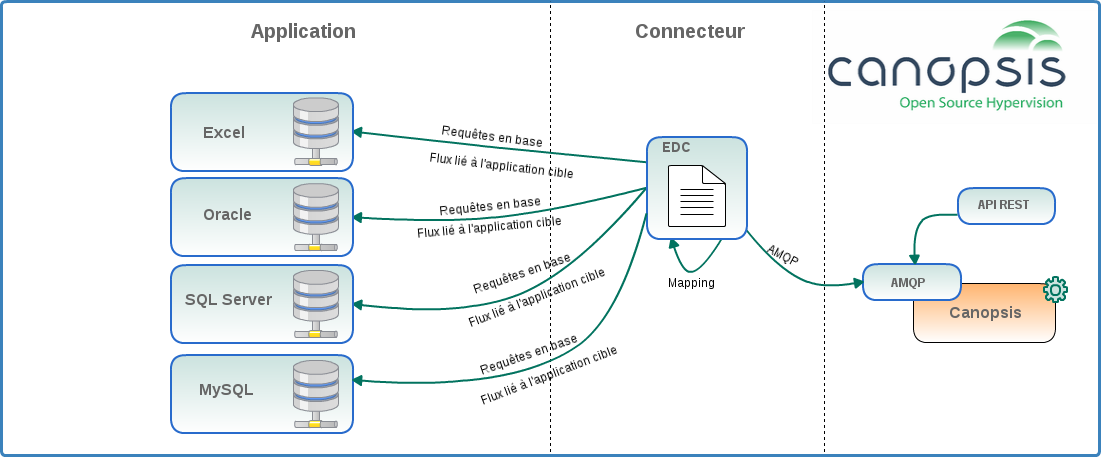 Application
Connecteur
canopsis
Open Source Hypervision
Excel
Requêtes en base
Flux lié à l'application cible
EDC
Oracle
Requêtes en base
Flux lié à l'application cible
API REST
SQL Server
Requêtes en base
Flux lié à l'application cible
Mapping
AMQP
AMQP
Canopsis
MySQL
Requêtes en base
Flux lié à l'application cible